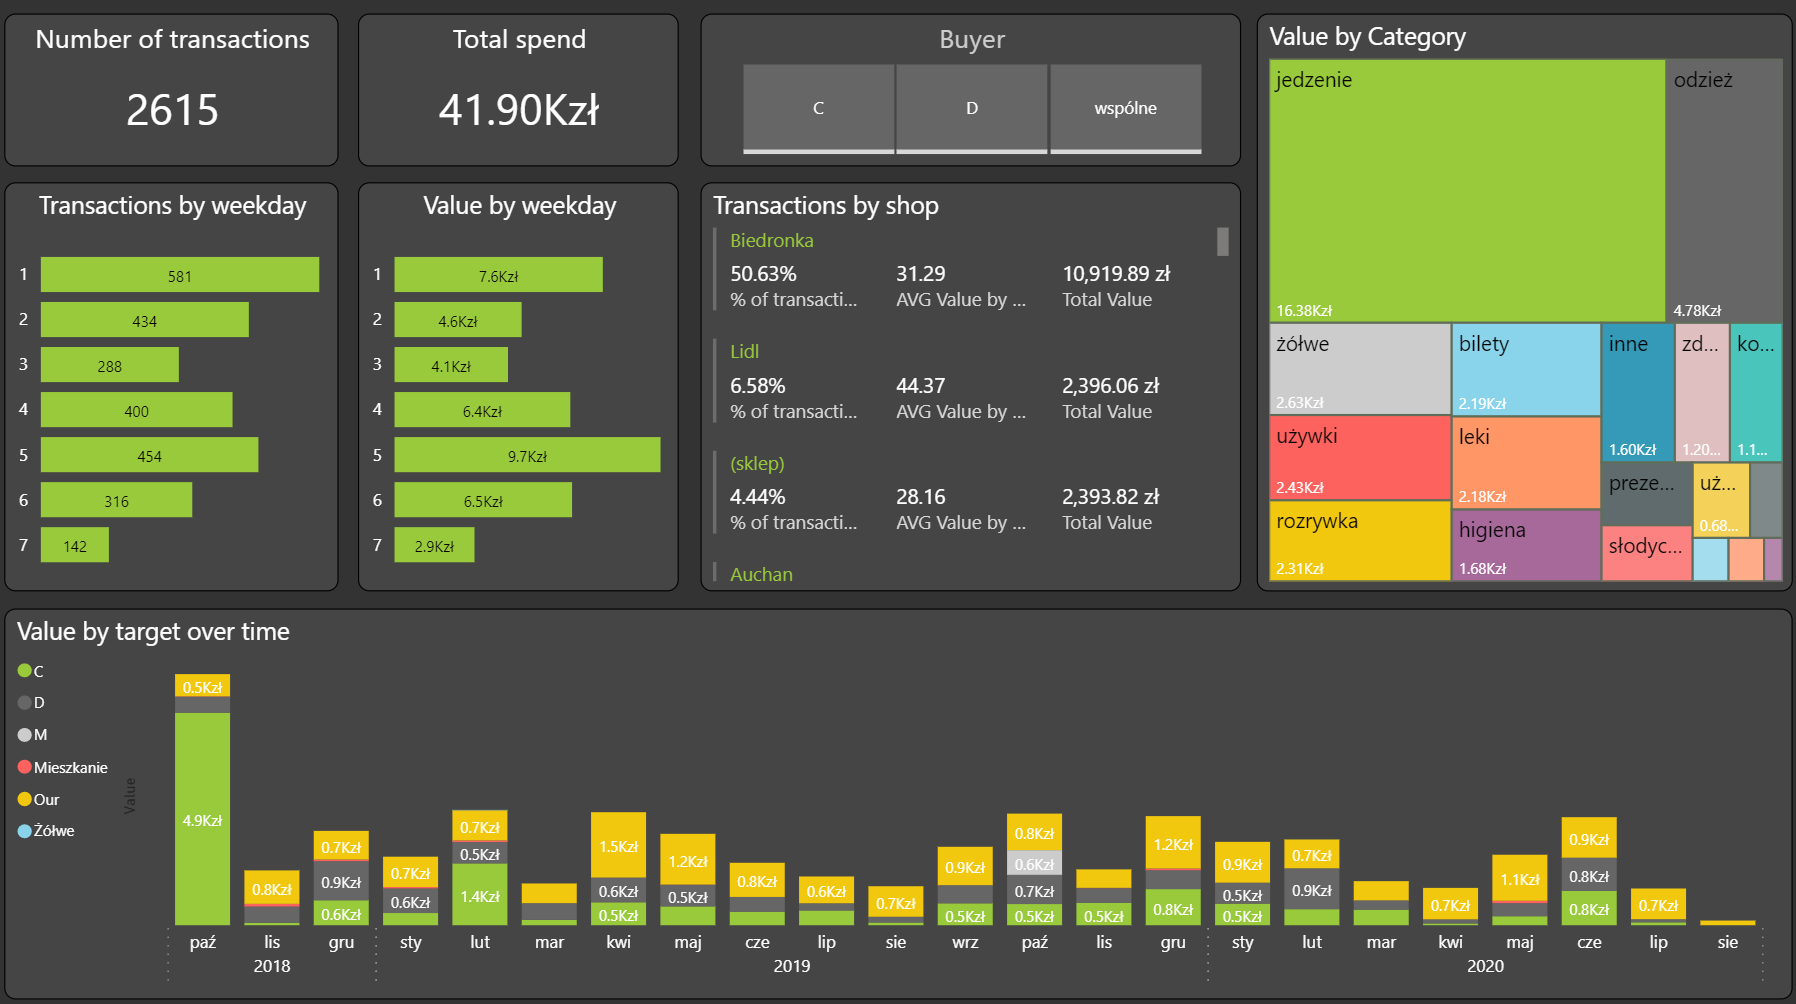 Number of transactions
2615
Total spend
41.90Kzł
Buyer
C
D
wspólne
Value by Category
jedzenie
16.38Kzł
odzież
4.78Kzł
żółwe
2.63Kzł
bilety
2.19Kzł
inne
1.60Kzł
zd...
1.20...
ko...
1.1...
używki
2.43Kzł
leki
2.18Kzł
preze...
uż...
0.68...
rozrywka
2.31Kzł
higiena
1.68Kzł
słodyc...
Transactions by weekday
1 581
2 434
3 288
4 400
5 454
6 316
7 142
Value by weekday
1 7.6Kzł
2 4.6Kzł
3 4.1Kzł
4 6.4Kzł
5 9.7Kzł
6 6.5Kzł
7 2.9Kzł
Transactions by shop
Biedronka
50.63% 31.29 10,919.89 zł
% of transacti... AVG Value by ... Total Value
Lidl
6.58% 44.37 2,396.06 zł
% of transacti... AVG Value by ... Total Value
(sklep)
4.44% 28.16 2,393.82 zł
% of transacti... AVG Value by ... Total Value
Auchan
Value by target over time
C
D
M
Mieszkanie
Our
Żółwe
Value
0.5Kzł
4.9Kzł
0.8Kzł
0.7Kzł
0.9Kzł
0.6Kzł
0.7Kzł
0.6Kzł
0.7Kzł
0.5Kzł
1.4Kzł
1.5Kzł
0.6Kzł
0.5Kzł
1.2Kzł
0.5Kzł
0.8Kzł
0.6Kzł
0.7Kzł
0.9Kzł
0.5Kzł
0.8Kzł
0.6Kzł
0.7Kzł
0.5Kzł
0.5Kzł
1.2Kzł
0.8Kzł
0.9Kzł
0.5Kzł
0.5Kzł
0.7Kzł
0.9Kzł
0.7Kzł
1.1Kzł
0.9Kzł
0.8Kzł
0.8Kzł
0.7Kzł
paź lis gru sty lut mar kwi maj cze lip sie wrz paź lis gru sty lut mar kwi maj cze lip sie
2018 2019 2020